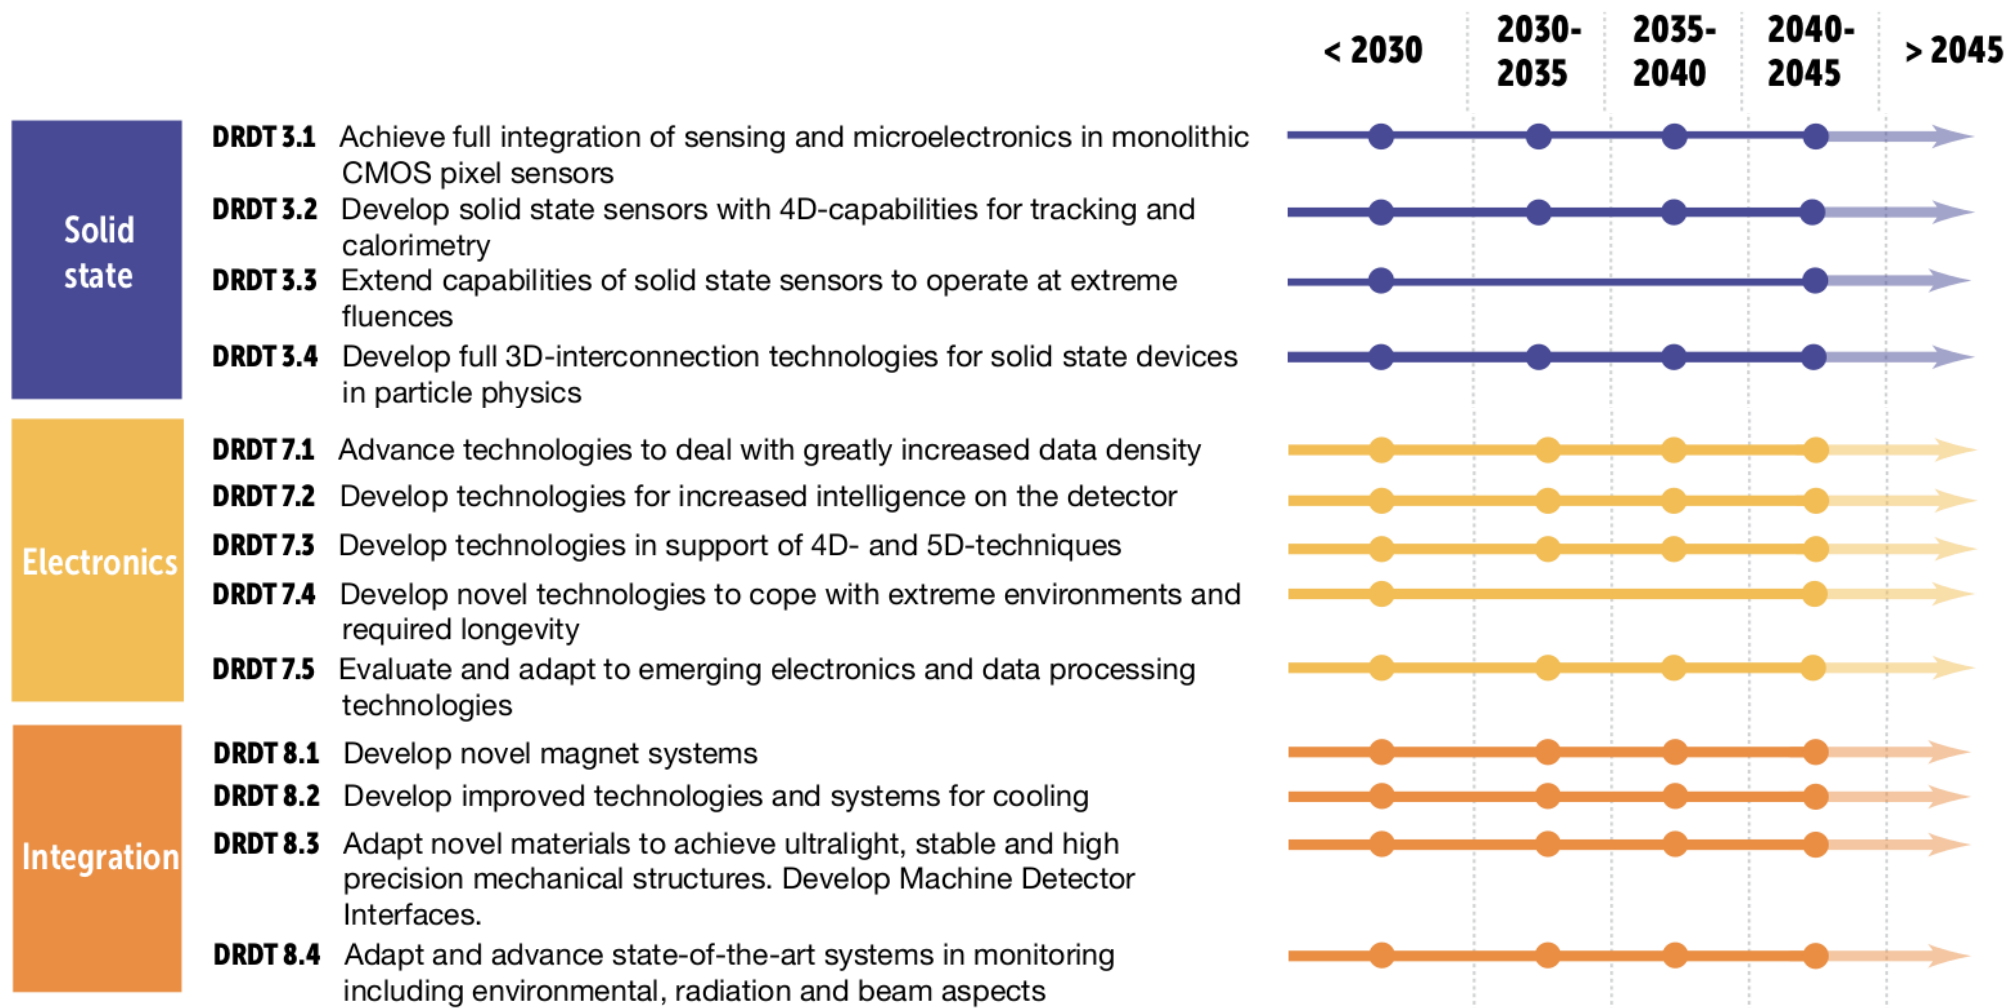 < 2030
2030-
2035
2035-
2040
2040-
2045
> 2045
Solid
state
DRDT 3.1 Achieve full integration of sensing and microelectronics in monolithic
CMOS pixel sensors
DRDT 3.2 Develop solid state sensors with 4D-capabilities for tracking and
calorimetry
DRDT 3.3 Extend capabilities of solid state sensors to operate at extreme
fluences
DRDT 3.4 Develop full 3D-interconnection technologies for solid state devices
in particle physics
Electronics
DRDT 7.1 Advance technologies to deal with greatly increased data density
DRDT 7.2 Develop technologies for increased intelligence on the detector
DRDT 7.3 Develop technologies in support of 4D- and 5D-techniques
DRDT 7.4 Develop novel technologies to cope with extreme environments and
required longevity
DRDT 7.5 Evaluate and adapt to emerging electronics and data processing
technologies
Integration
DRDT 8.1 Develop novel magnet systems
DRDT 8.2 Develop improved technologies and systems for cooling
DRDT 8.3 Adapt novel materials to achieve ultralight, stable and high
precision mechanical structures. Develop Machine Detector
Interfaces.
DRDT 8.4 Adapt and advance state-of-the-art systems in monitoring
including environmental, radiation and beam aspects